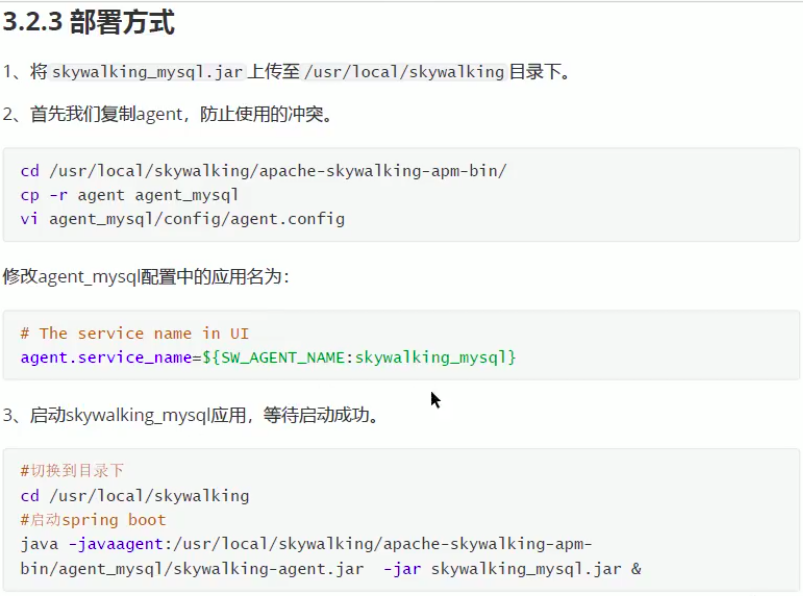 3.2.3 部署方式
1、将 skywalking_mysql.jar 上传至 /usr/local/skywalking 目录下。
2、首先我们复制agent，防止使用的冲突。
cd /usr/local/skywalking/apache-skywalking-apm-bin/
cp -r agent agent_mysql
vi agent_mysql/config/agent.config
修改agent_mysql配置中的应用名为：
# The service name in UI
agent.service_name=${SW_AGENT_NAME:skywalking_mysql}
3、启动skywalking_mysql应用，等待启动成功。
#切换到目录下
cd /usr/local/skywalking
#启动spring boot
java -javaagent:/usr/local/skywalking/apache-skywalking-apm-
bin/agent_mysql/skywalking-agent.jar  -jar skywalking_mysql.jar &